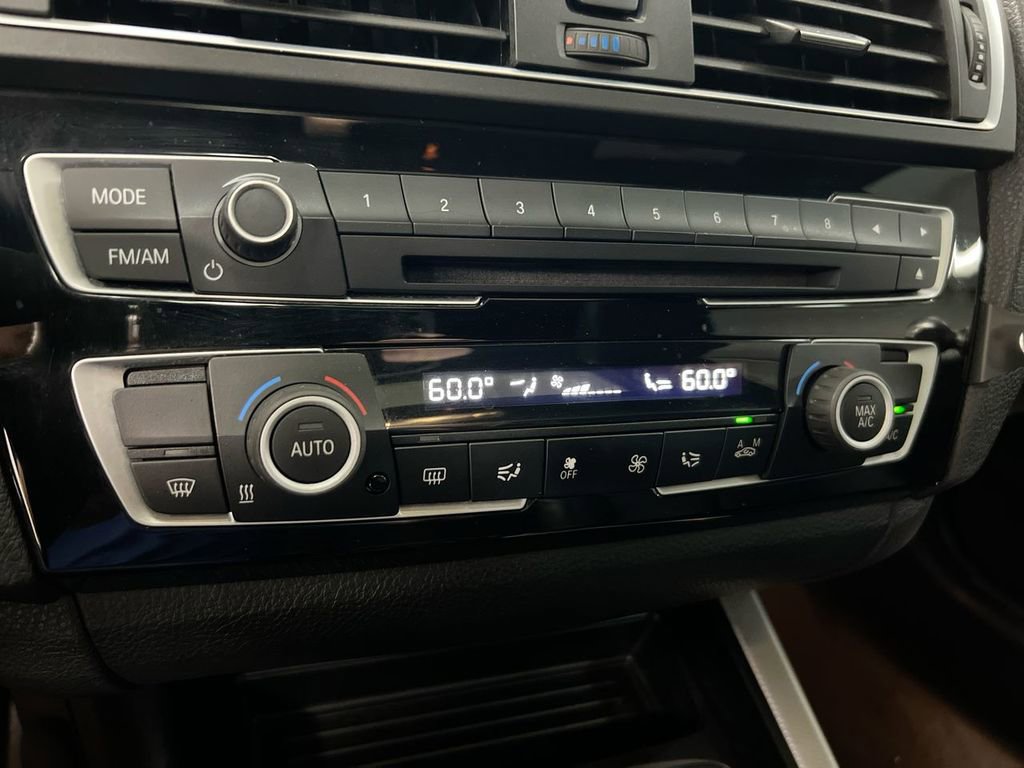 MODE
1 2 3 4 5 6 7 8
FM/AM
60.0° 60.0°
AUTO
MAX
A/C
A/C
OFF
A M